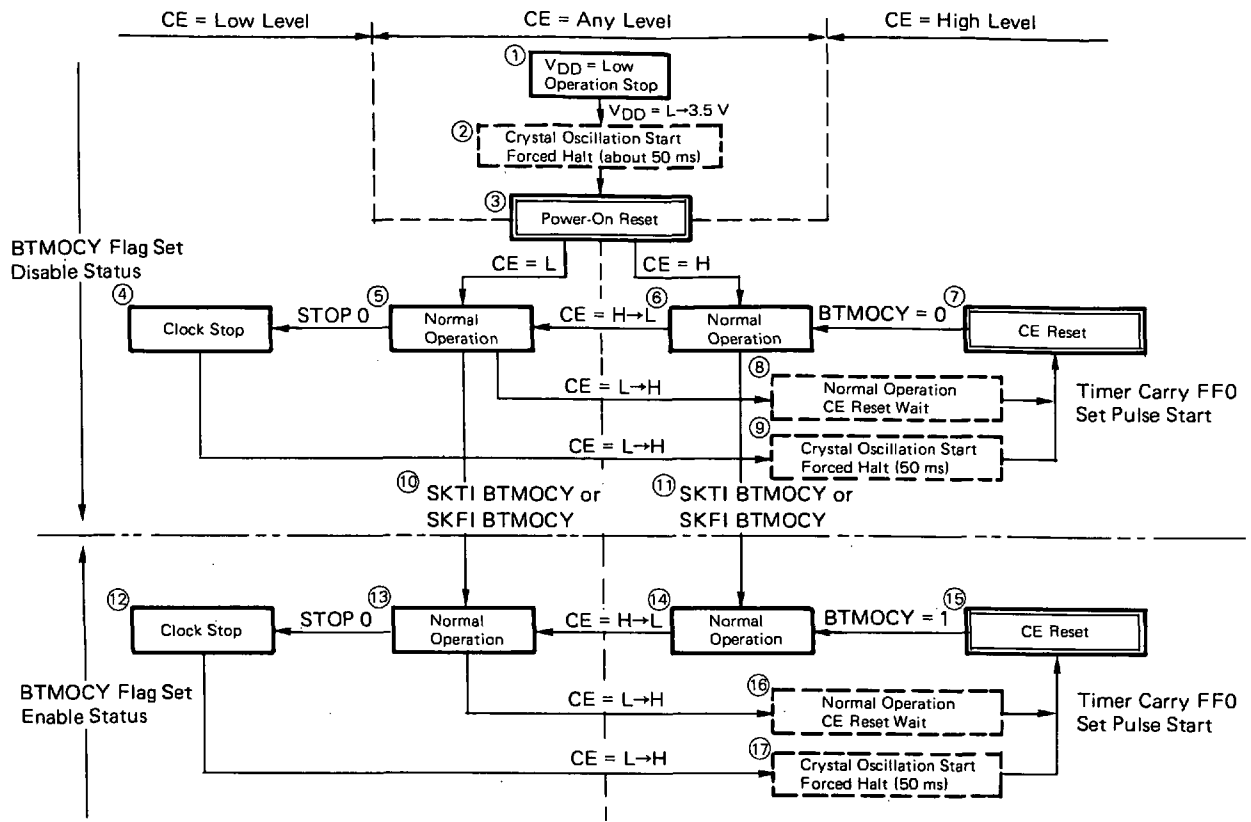 CE = Low Level
CE = Any Level
CE = High Level
①
VDD = Low
Operation Stop
VDD = L→3.5 V
②
Crystal Oscillation Start
Forced Halt (about 50 ms)
③
Power-On Reset
BTMOCY Flag Set
Disable Status
CE = L
CE = H
④
Clock Stop
STOP 0
⑤
Normal
Operation
CE = H→L
⑥
Normal
Operation
BTMOCY = 0
⑦
CE Reset
CE = L→H
⑧
Normal Operation
CE Reset Wait
Timer Carry FF0
Set Pulse Start
CE = L→H
⑨
Crystal Oscillation Start
Forced Halt (50 ms)
⑩
SKTI BTMOCY or
SKFI BTMOCY
⑪
SKTI BTMOCY or
SKFI BTMOCY
⑫
Clock Stop
STOP 0
⑬
Normal
Operation
CE = H→L
⑭
Normal
Operation
BTMOCY = 1
⑮
CE Reset
BTMOCY Flag Set
Enable Status
CE = L→H
⑯
Normal Operation
CE Reset Wait
Timer Carry FF0
Set Pulse Start
CE = L→H
⑰
Crystal Oscillation Start
Forced Halt (50 ms)